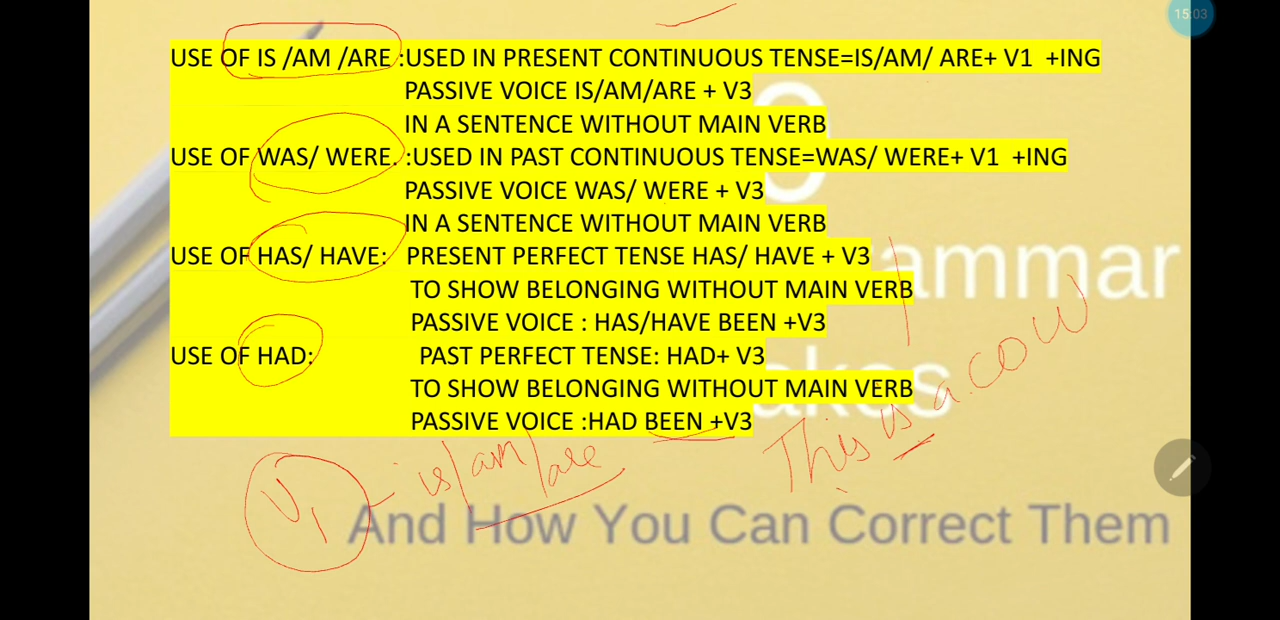 15:03
USE OF IS /AM /ARE :USED IN PRESENT CONTINUOUS TENSE=IS/AM/ ARE+ V1 +ING
PASSIVE VOICE IS/AM/ARE + V3
IN A SENTENCE WITHOUT MAIN VERB
USE OF WAS/ WERE. :USED IN PAST CONTINUOUS TENSE=WAS/ WERE+ V1 +ING
PASSIVE VOICE WAS/ WERE + V3
IN A SENTENCE WITHOUT MAIN VERB
USE OF HAS/ HAVE: PRESENT PERFECT TENSE HAS/ HAVE + V3
TO SHOW BELONGING WITHOUT MAIN VERB
PASSIVE VOICE : HAS/HAVE BEEN +V3
USE OF HAD: PAST PERFECT TENSE: HAD+ V3
TO SHOW BELONGING WITHOUT MAIN VERB
PASSIVE VOICE :HAD BEEN +V3
V1 - is/am/are
This is a cow
And How You Can Correct Them